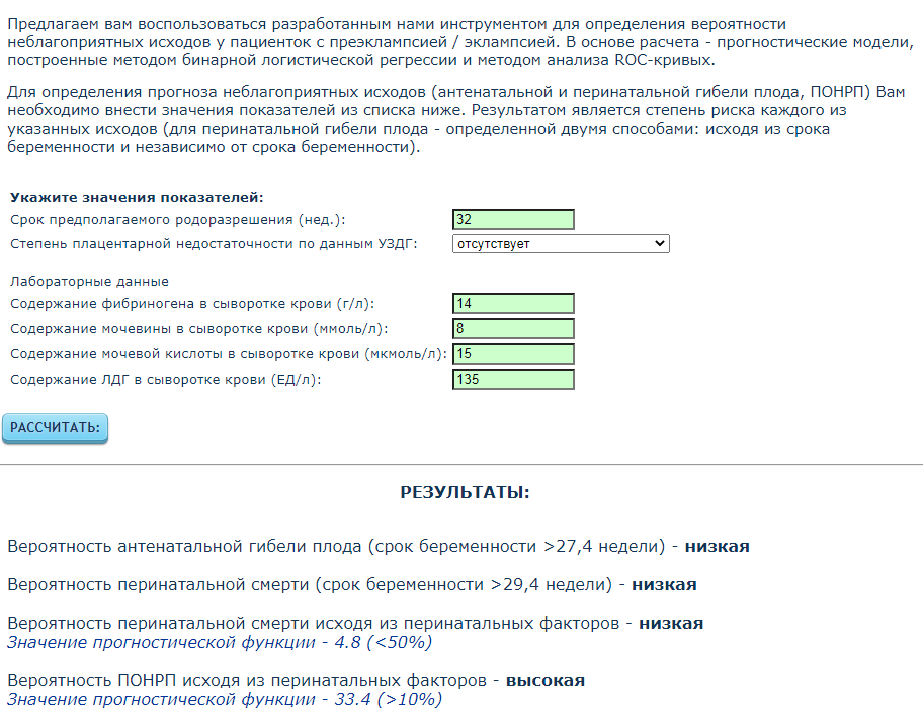 Предлагаем вам воспользоваться разработанным нами инструментом для определения вероятности
неблагоприятных исходов у пациенток с преэклампсией / эклампсией. В основе расчета - прогностические модели,
построенные методом бинарной логистической регрессии и методом анализа ROC-кривых.
Для определения прогноза неблагоприятных исходов (антенатальной и перинатальной гибели плода, ПОНРП) Вам
необходимо внести значения показателей из списка ниже. Результатом является степень риска каждого из
указанных исходов (для перинатальной гибели плода - определенной двумя способами: исходя из срока
беременности и независимо от срока беременности).
Укажите значения показателей:
Срок предполагаемого родоразрешения (нед.): 32
Степень плацентарной недостаточности по данным УЗДГ: отсутствует
Лабораторные данные
Содержание фибриногена в сыворотке крови (г/л): 14
Содержание мочевины в сыворотке крови (ммоль/л): 8
Содержание мочевой кислоты в сыворотке крови (мкмоль/л): 15
Содержание ЛДГ в сыворотке крови (ЕД/л): 135
РАССЧИТАТЬ:
РЕЗУЛЬТАТЫ:
Вероятность антенатальной гибели плода (срок беременности >27,4 недели) - низкая
Вероятность перинатальной смерти (срок беременности >29,4 недели) - низкая
Вероятность перинатальной смерти исходя из перинатальных факторов - низкая
Значение прогностической функции - 4.8 (<50%)
Вероятность ПОНРП исходя из перинатальных факторов - высокая
Значение прогностической функции - 33.4 (>10%)